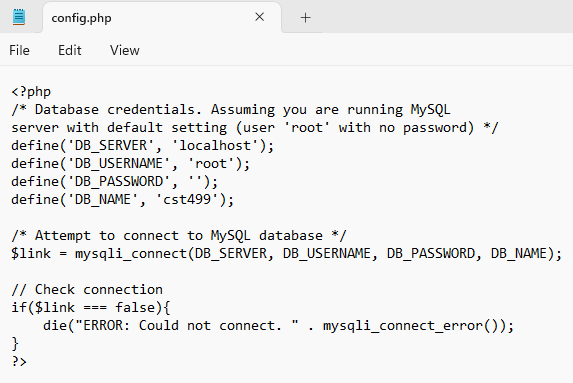 config.php
File Edit View
<?php
/* Database credentials. Assuming you are running MySQL
server with default setting (user 'root' with no password) */
define('DB_SERVER', 'localhost');
define('DB_USERNAME', 'root');
define('DB_PASSWORD', '');
define('DB_NAME', 'cst499');

/* Attempt to connect to MySQL database */
$link = mysqli_connect(DB_SERVER, DB_USERNAME, DB_PASSWORD, DB_NAME);

// Check connection
if($link === false){
    die("ERROR: Could not connect. " . mysqli_connect_error());
}
?>